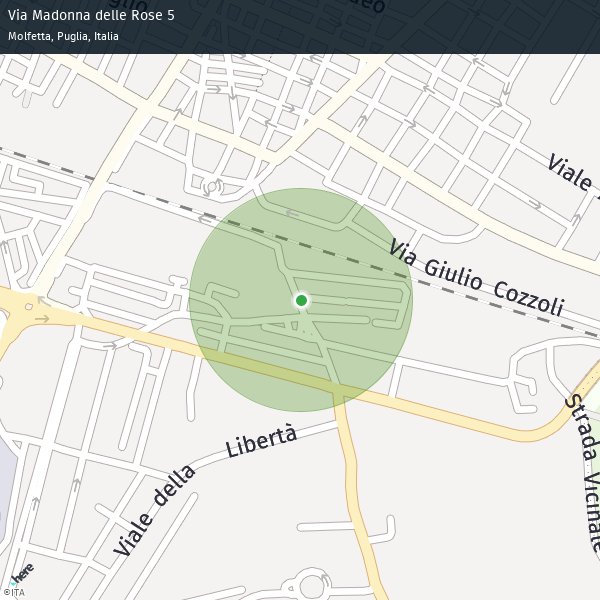 Via Madonna delle Rose 5
Molfetta, Puglia, Italia
Viale
Via Giulio Cozzoli
Libertà
Viale della
Strada Vicinale
here
©ITA